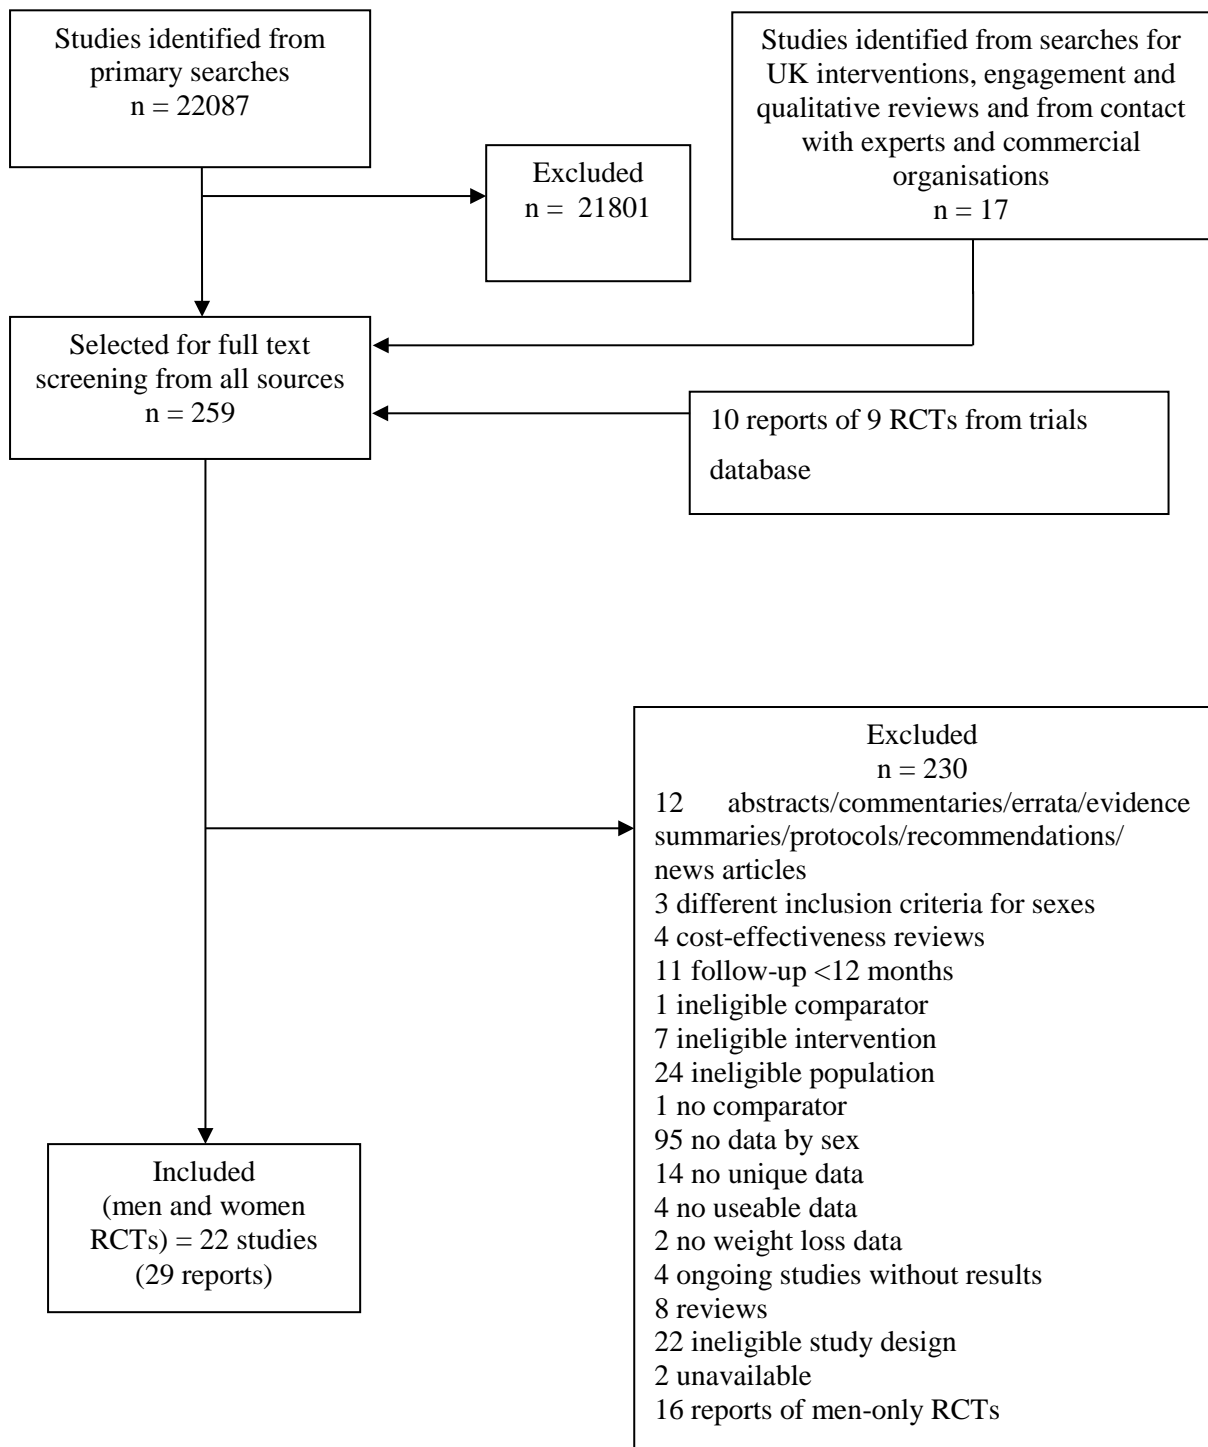 Studies identified from
primary searches
n = 22087
Studies identified from searches for
UK interventions, engagement and
qualitative reviews and from contact
with experts and commercial
organisations
n = 17
Excluded
n = 21801
Selected for full text
screening from all sources
n = 259
10 reports of 9 RCTs from trials
database
Excluded
n = 230
12 abstracts/commentaries/errata/evidence
summaries/protocols/recommendations/
news articles
3 different inclusion criteria for sexes
4 cost-effectiveness reviews
11 follow-up <12 months
1 ineligible comparator
7 ineligible intervention
24 ineligible population
1 no comparator
95 no data by sex
14 no unique data
4 no useable data
2 no weight loss data
4 ongoing studies without results
8 reviews
22 ineligible study design
2 unavailable
16 reports of men-only RCTs
Included
(men and women
RCTs) = 22 studies
(29 reports)